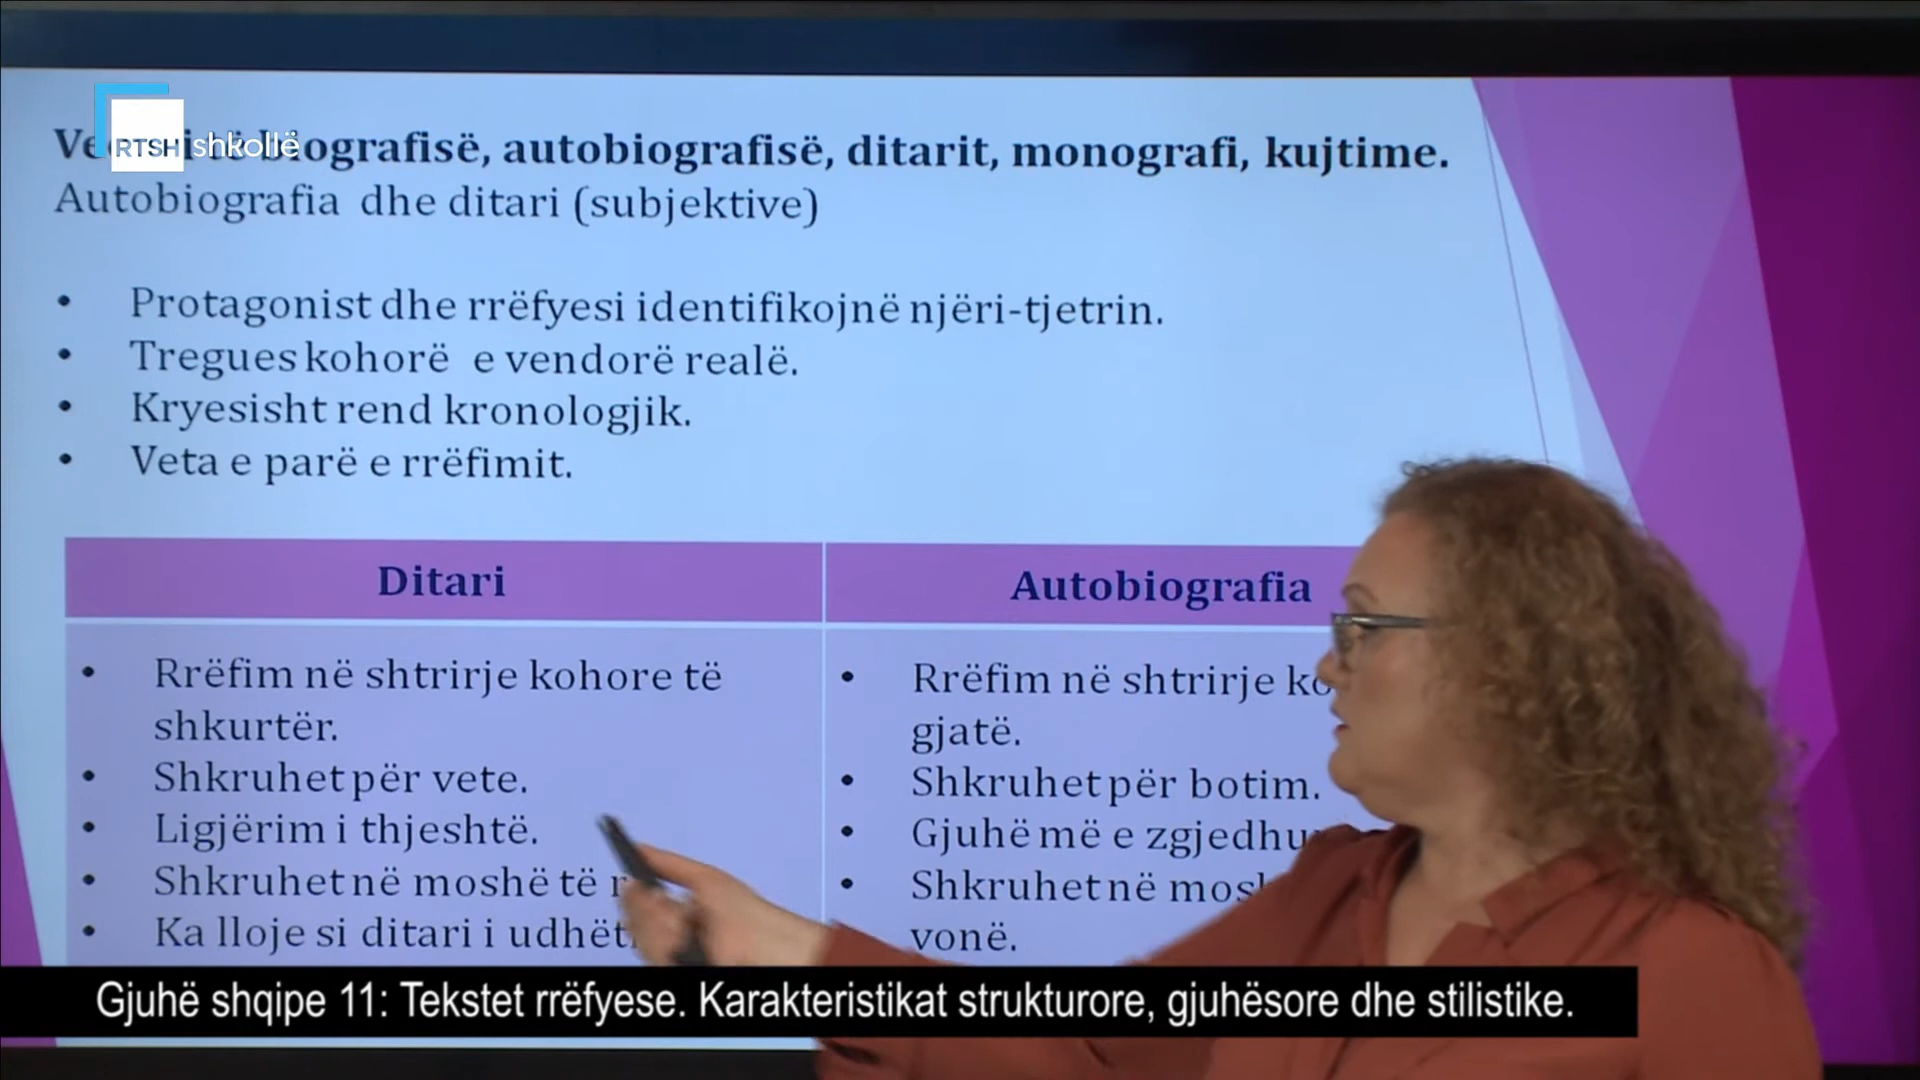 RTSH shkollë
biografisë, autobiografisë, ditarit, monografi, kujtime.
Autobiografia dhe ditari (subjektive)
• Protagonist dhe rrëfyesi identifikojnë njëri-tjetrin.
• Tregues kohorë e vendorë realë.
• Kryesisht rend kronologjik.
• Veta e parë e rrëfimit.
Ditari
• Rrëfim në shtrirje kohore të
shkurtër.
• Shkruhet për vete.
• Ligjërim i thjeshtë.
• Shkruhet në moshë të
• Ka lloje si ditari i
Autobiografia
• Rrëfim në shtrirje
gjatë.
• Shkruhet për botim.
• Gjuhë më e
• Shkruhet në
vonë.
Gjuhë shqipe 11: Tekstet rrëfyese. Karakteristikat strukturore, gjuhësore dhe stilistike.